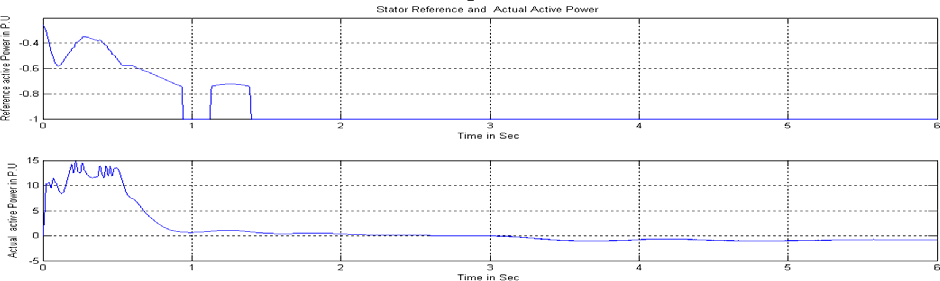 Stator Reference and Actual Active Power
Reference active Power in P.U
-0.4
-0.6
-0.8
-1
0 1 2 3 4 5 6
Time in Sec
Actual active Power in P.U
15
10
5
0
-5
0 1 2 3 4 5 6
Time in Sec